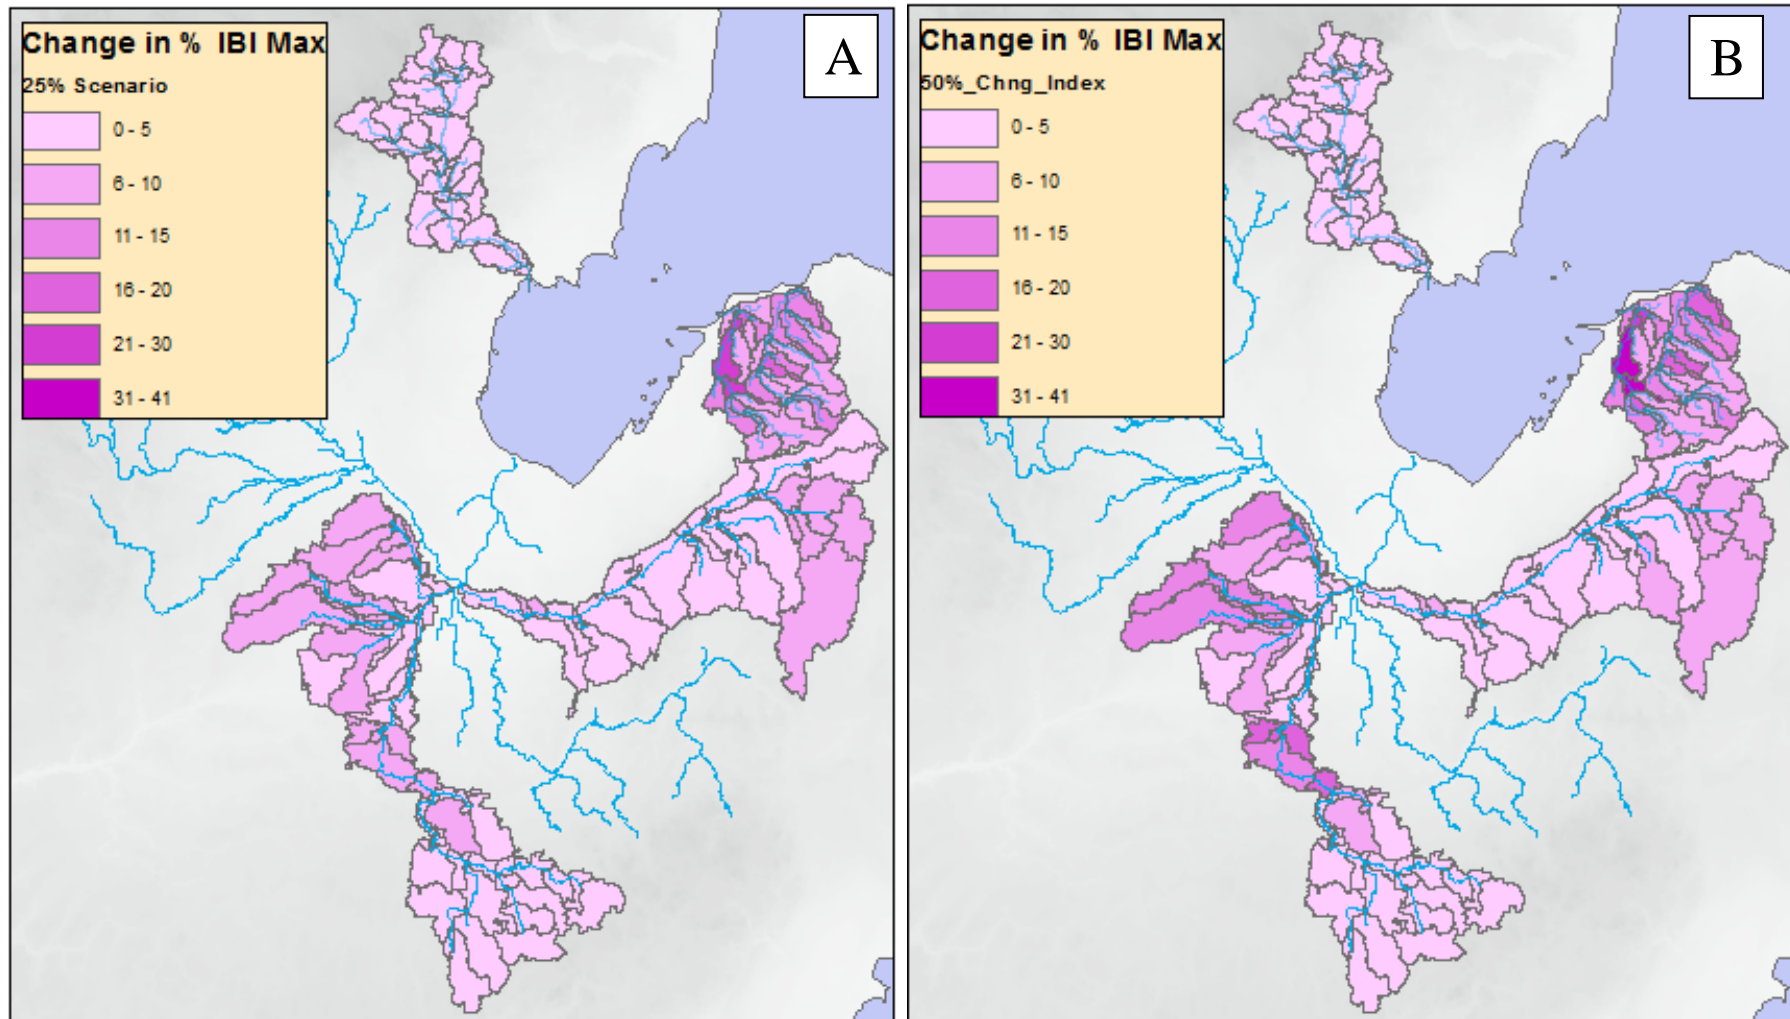 Change in % IBI Max
25% Scenario
0 - 5
6 - 10
11 - 15
16 - 20
21 - 30
31 - 41
A
Change in % IBI Max
50%_Chng_Index
0 - 5
6 - 10
11 - 15
16 - 20
21 - 30
31 - 41
B